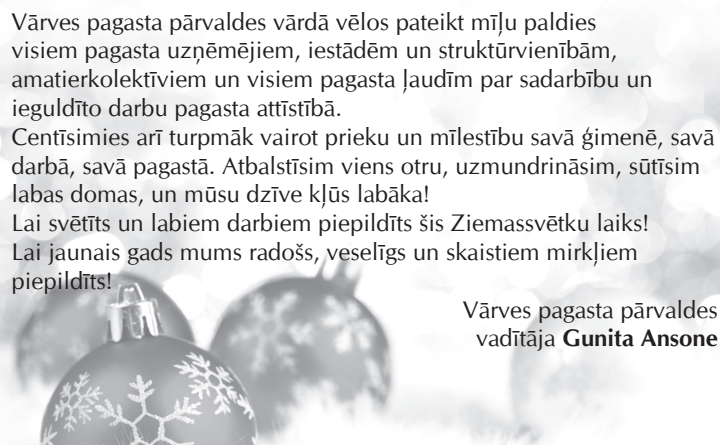 Vārves pagasta pārvaldes vārdā vēlos pateikt mīļu paldies
visiem pagasta uzņēmējiem, iestādēm un struktūrvienībām,
amatierkolektīviem un visiem pagasta ļaudīm par sadarbību un
ieguldīto darbu pagasta attīstībā.
Centīsimies arī turpmāk vairot prieku un mīlestību savā ģimenē, savā
darbā, savā pagastā. Atbalstīsim viens otru, uzmundrināsim, sūtīsim
labas domas, un mūsu dzīve kļūs labāka!
Lai svētīts un labiem darbiem piepildīts šis Ziemassvētku laiks!
Lai jaunais gads mums radošs, veselīgs un skaistiem mirkļiem
piepildīts!
Vārves pagasta pārvaldes
vadītāja Gunita Ansone